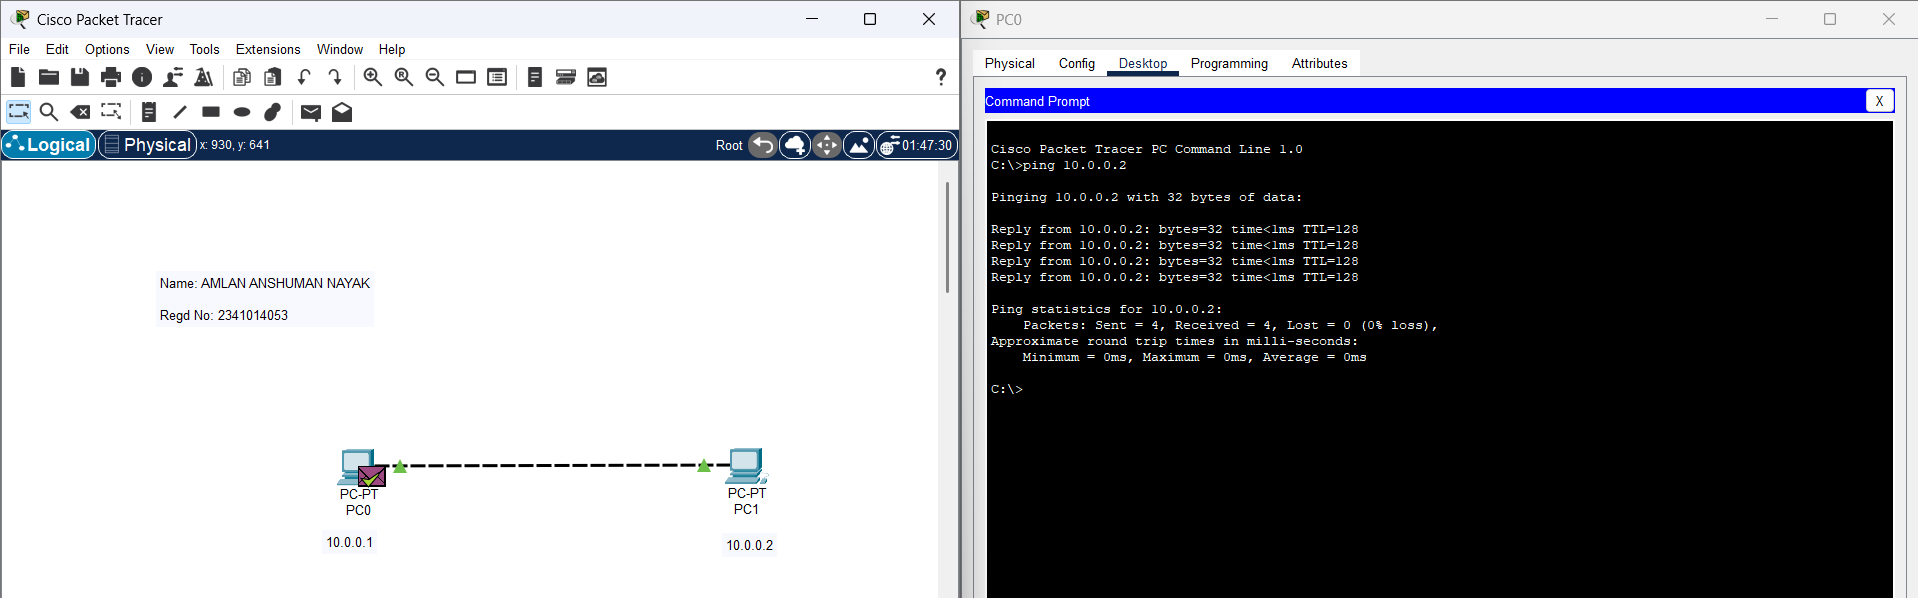 Cisco Packet Tracer
File Edit Options View Tools Extensions Window Help
?
Logical Physical x: 930, y: 641 Root 01:47:30
Name: AMLAN ANSHUMAN NAYAK
Regd No: 2341014053
PC-PT
PC0
10.0.0.1
PC-PT
PC1
10.0.0.2
PC0
Physical Config Desktop Programming Attributes
Command Prompt X
Cisco Packet Tracer PC Command Line 1.0
C:\>ping 10.0.0.2
Pinging 10.0.0.2 with 32 bytes of data:
Reply from 10.0.0.2: bytes=32 time<1ms TTL=128
Reply from 10.0.0.2: bytes=32 time<1ms TTL=128
Reply from 10.0.0.2: bytes=32 time<1ms TTL=128
Reply from 10.0.0.2: bytes=32 time<1ms TTL=128
Ping statistics for 10.0.0.2:
Packets: Sent = 4, Received = 4, Lost = 0 (0% loss),
Approximate round trip times in milli-seconds:
Minimum = 0ms, Maximum = 0ms, Average = 0ms
C:\>